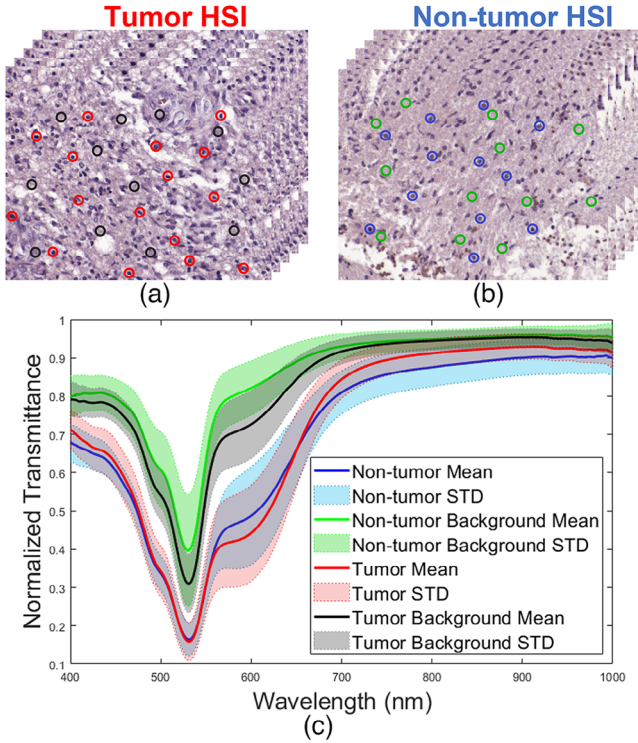 Tumor HSI
Non-tumor HSI
(a)
(b)
Normalized Transmittance
1
0.9
0.8
0.7
0.6
0.5
0.4
0.3
0.2
0.1
Non-tumor Mean
Non-tumor STD
Non-tumor Background Mean
Non-tumor Background STD
Tumor Mean
Tumor STD
Tumor Background Mean
Tumor Background STD
400
500
600
700
800
900
1000
Wavelength (nm)
(c)